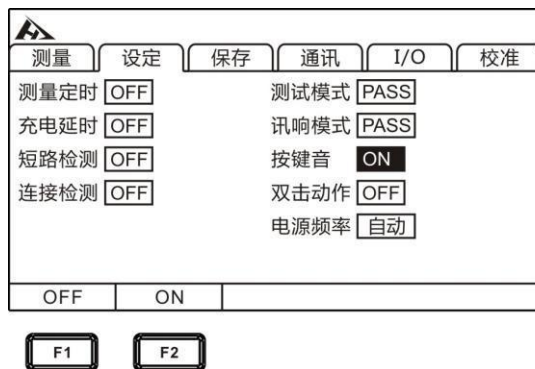 测量 设定 保存 通讯 I/O 校准
测量定时 OFF 测试模式 PASS
充电延时 OFF 讯响模式 PASS
短路检测 OFF 按键音 ON
连接检测 OFF 双击动作 OFF
电源频率 自动
OFF ON
F1 F2